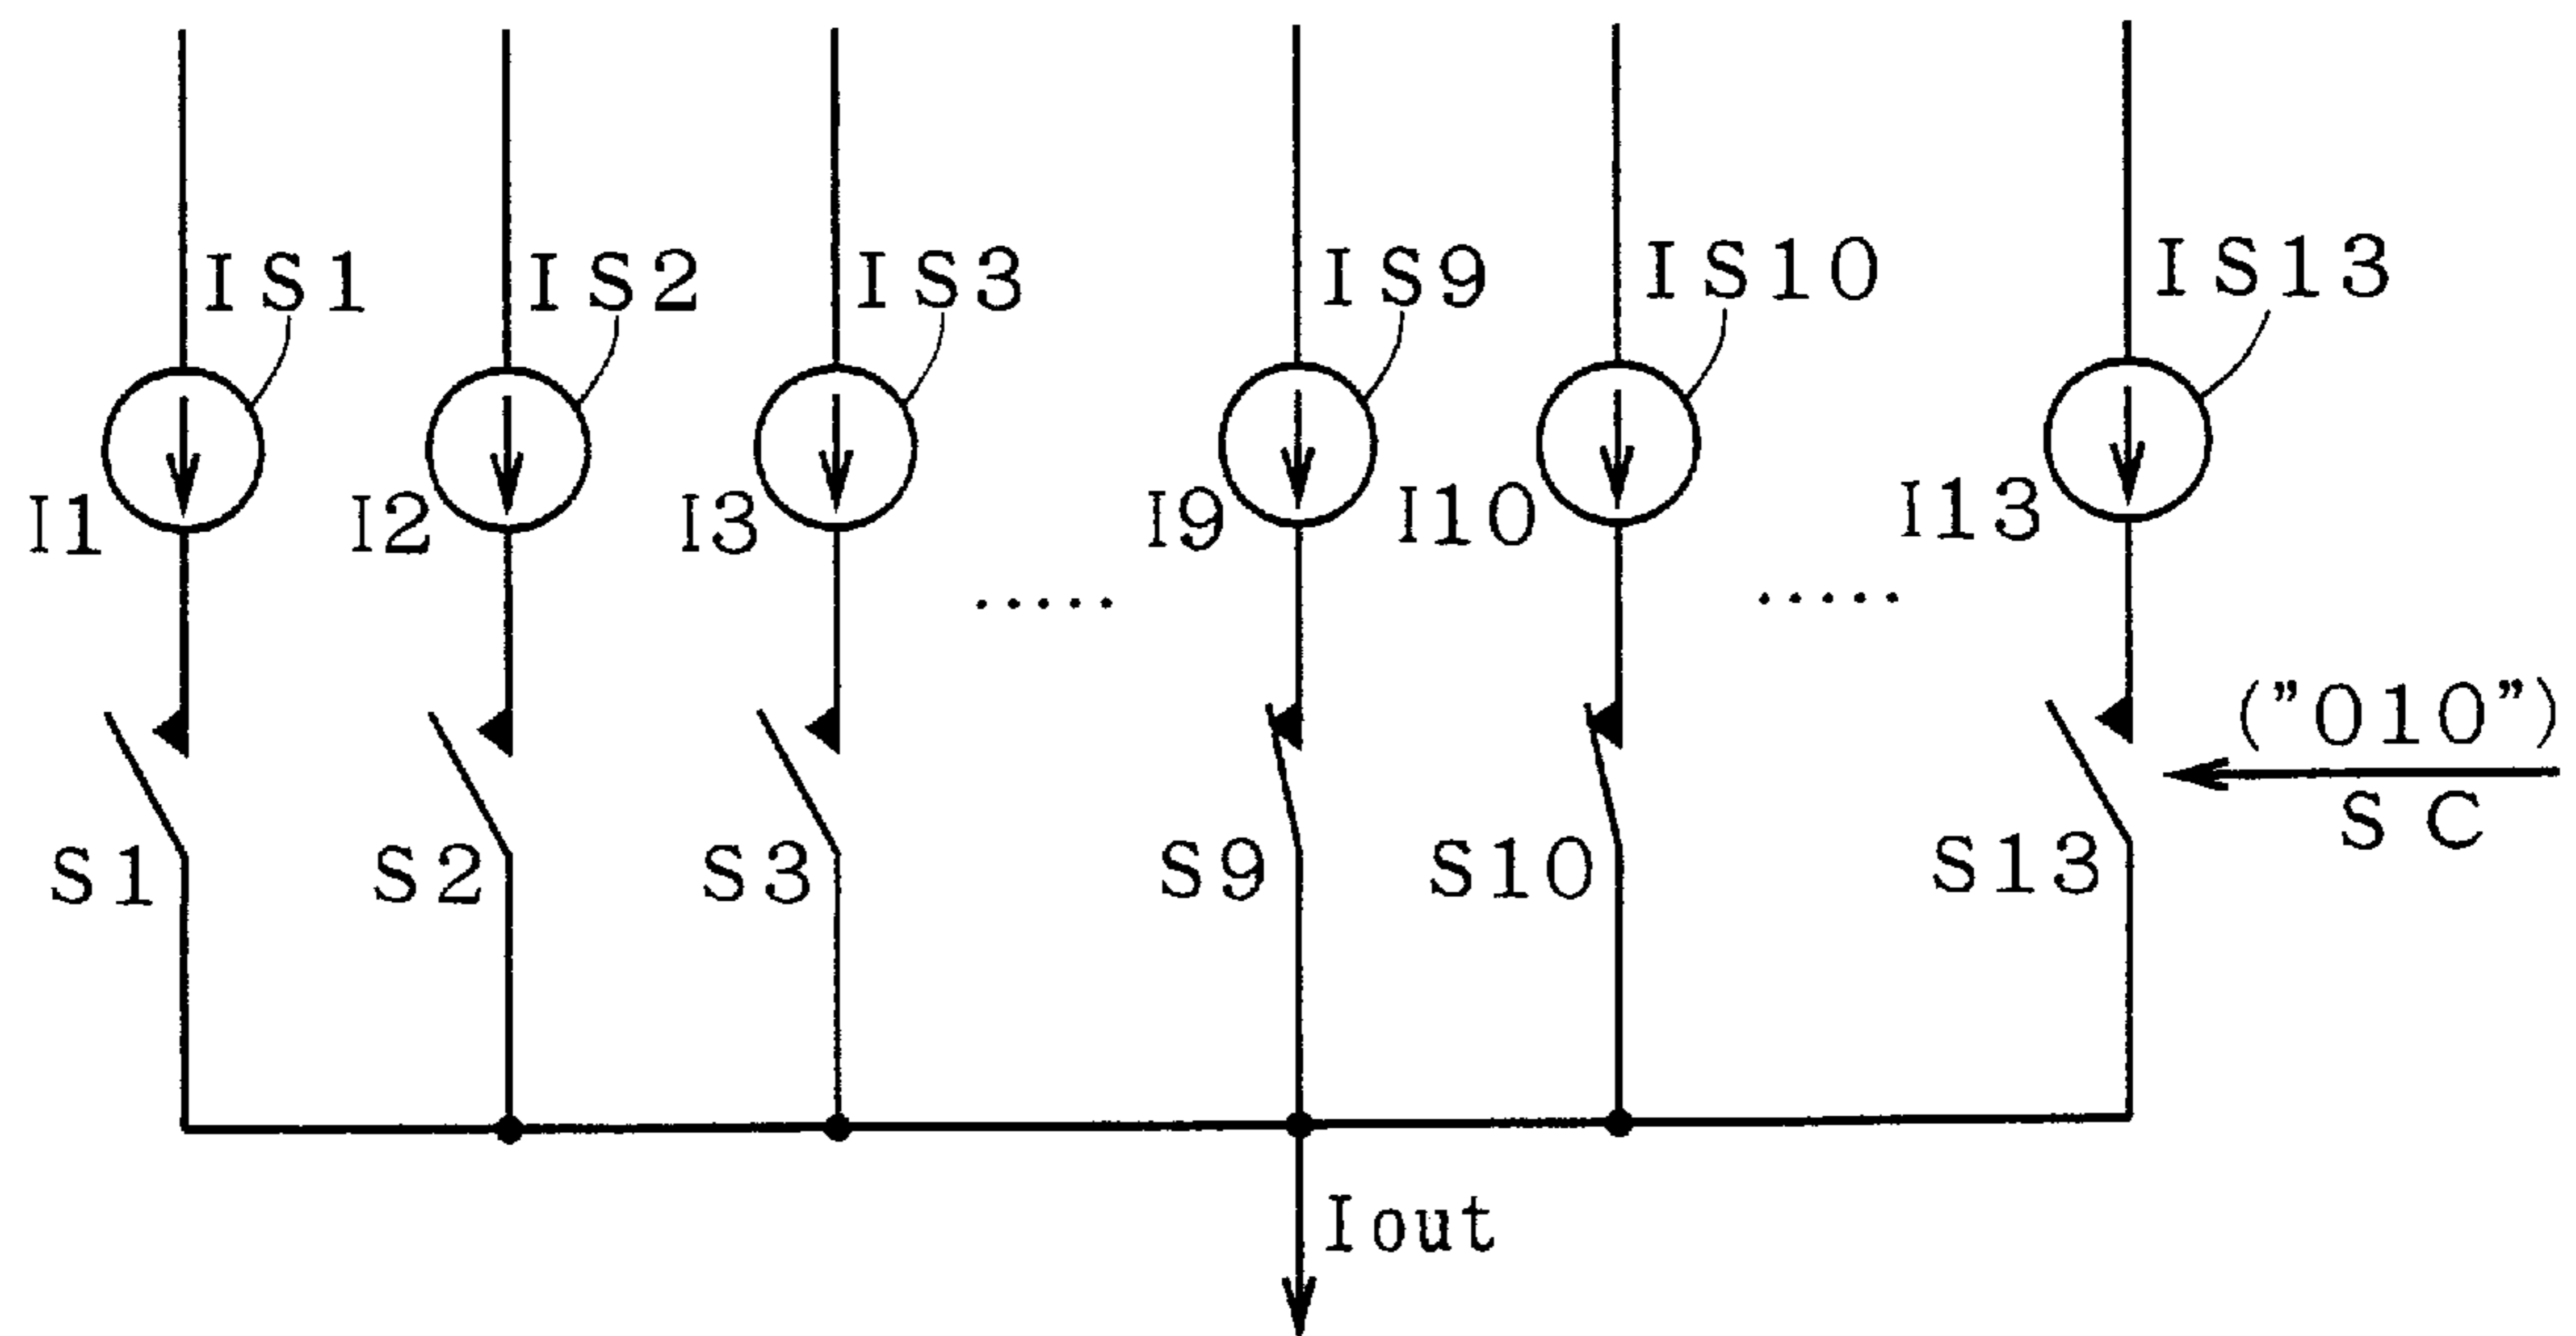 IS1 IS2 IS3 IS9 IS10 IS13
I1 I2 I3 I9 I10 I13
..... .....
("010")
SC
S1 S2 S3 S9 S10 S13
Iout